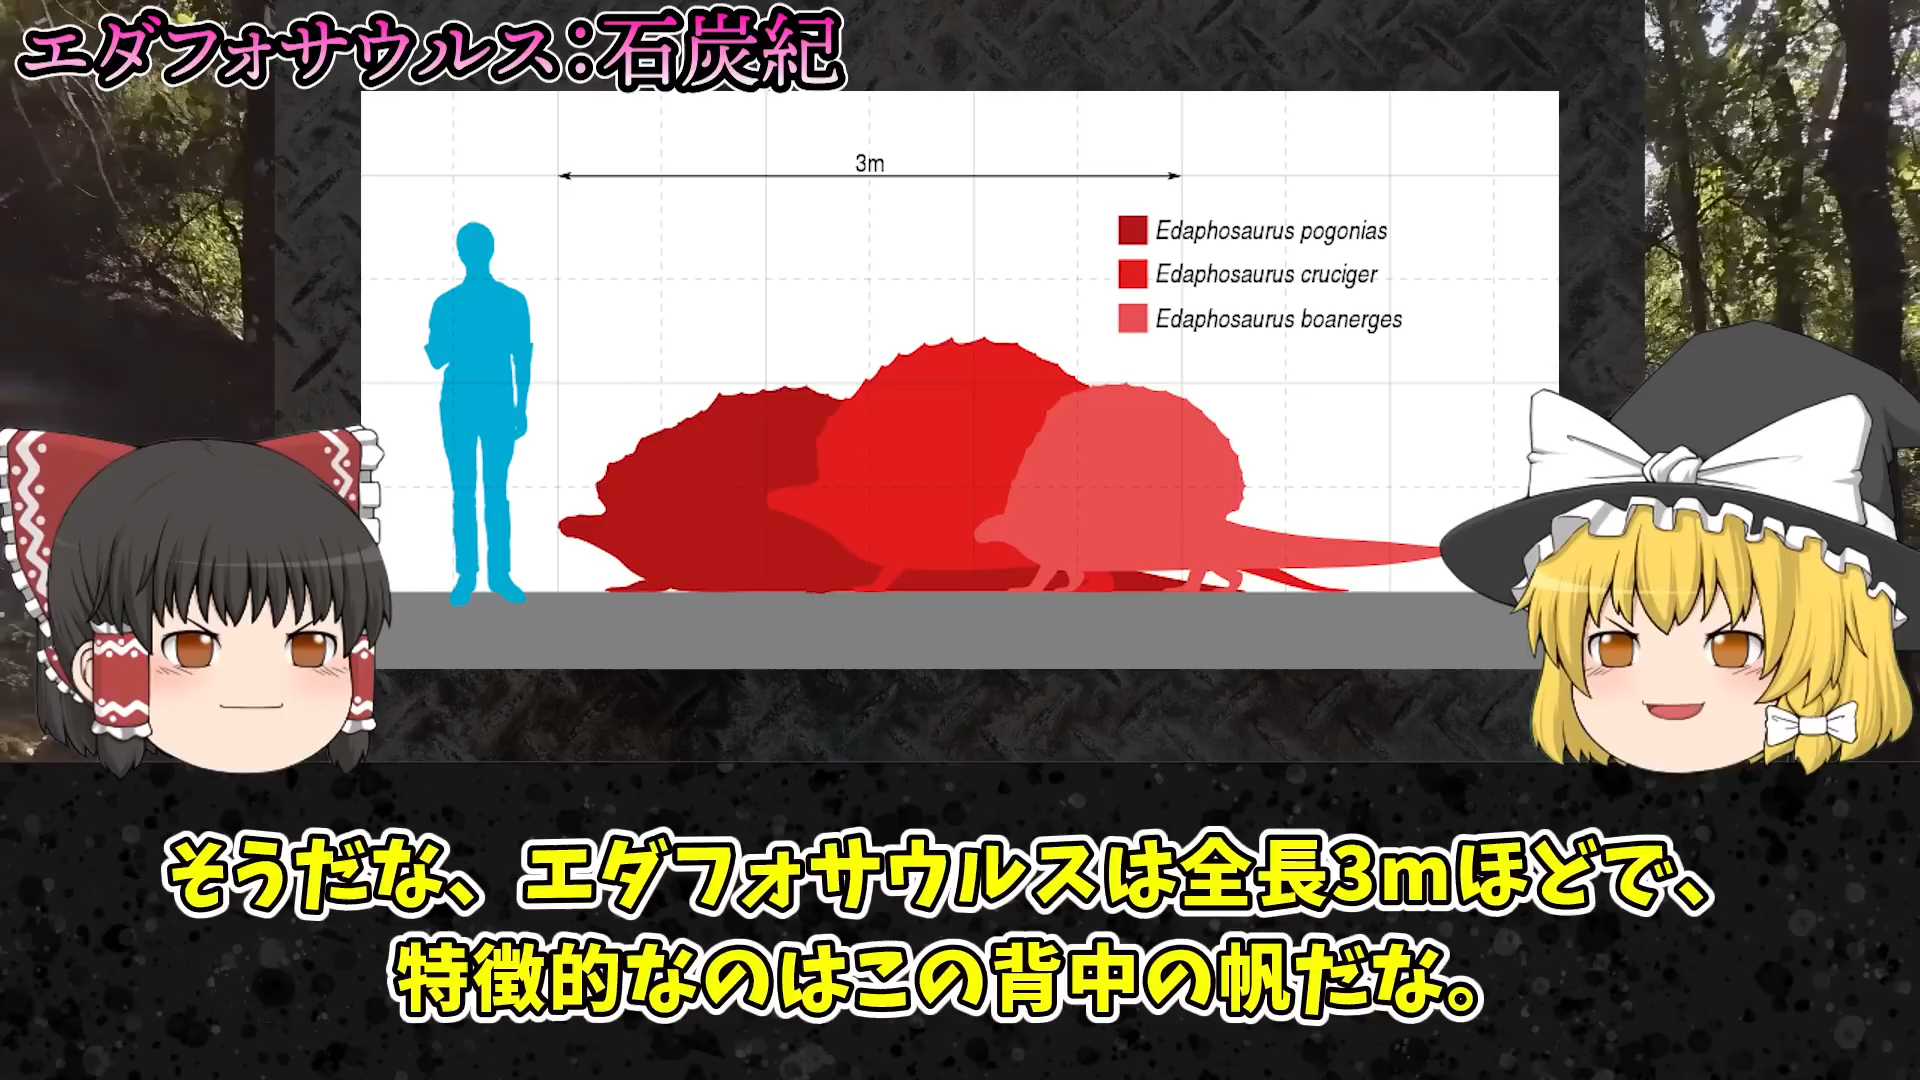 エダフォサウルス：石炭紀
3m
Edaphosaurus pogonias
Edaphosaurus cruciger
Edaphosaurus boanerges
そうだな、エダフォサウルスは全長3mほどで、
特徴的なのはこの背中の帆だな。